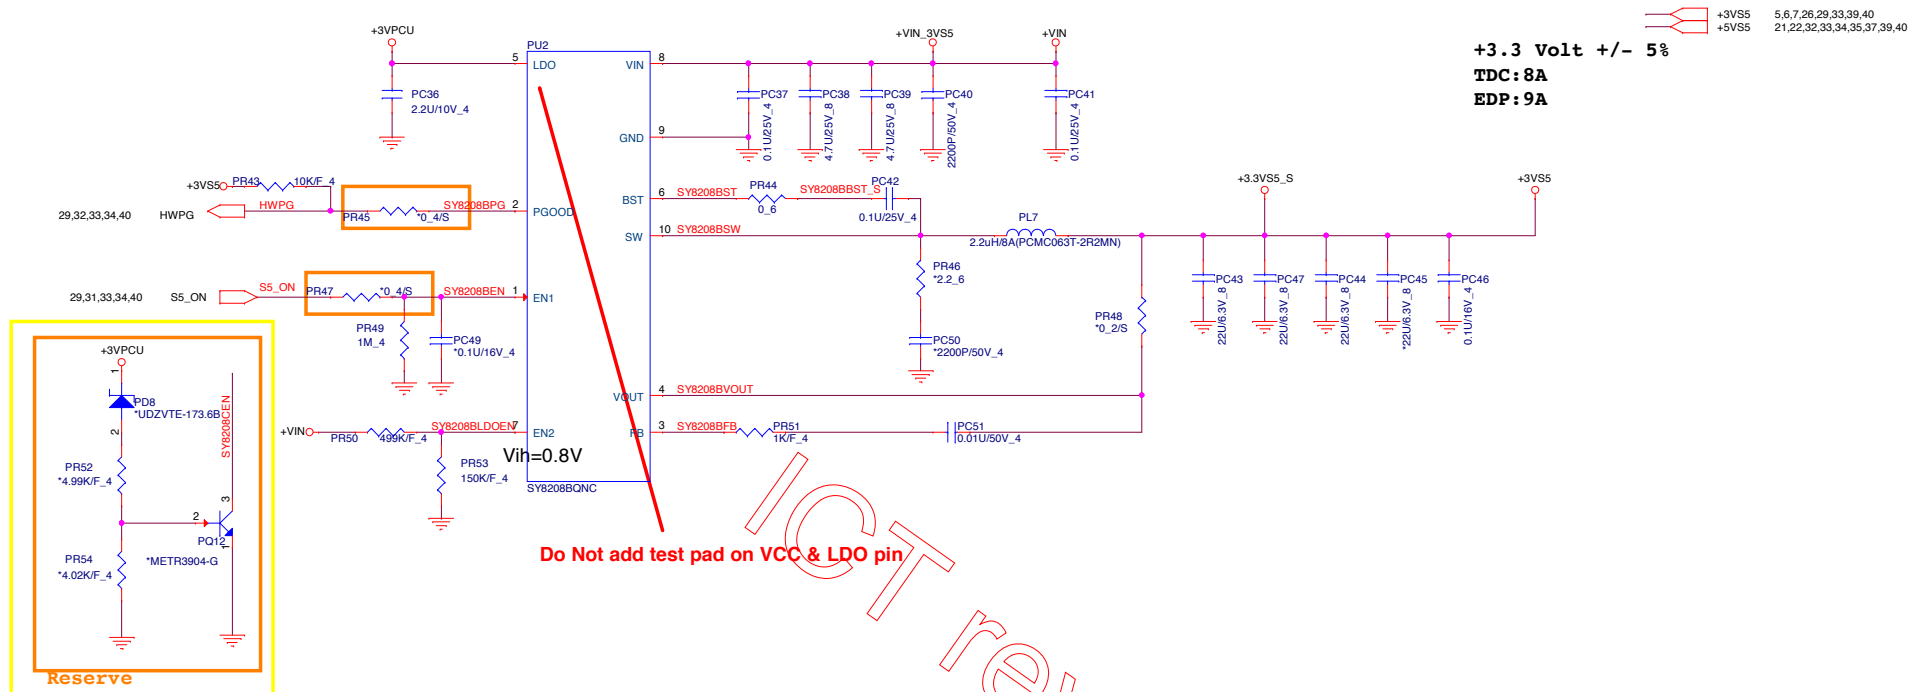 +3VS5 5,6,7,26,29,33,39,40
+5VS5 21,22,32,33,34,35,37,39,40
+3.3 Volt +/- 5%
TDC:8A
EDP:9A
+3VPCU
PU2
+VIN_3VS5
+VIN
5
LDO
VIN
8
PC36
2.2U/10V_4
PC37
0.1U/25V_4
PC38
4.7U/25V_8
PC39
4.7U/25V_8
PC40
2200P/50V_4
PC41
0.1U/25V_4
GND
9
+3VS5
PR43
10K/F_4
29,32,33,34,40
HWPG
HWPG
PR45
*0_4/S
SY8208BPG
2
PGOOD
BST
6
SY8208BST
PR44
0_6
SY8208BBST_S
PC42
0.1U/25V_4
+3.3VS5_S
+3VS5
SW
10
SY8208BSW
PL7
2.2uH/8A(PCMC063T-2R2MN)
PR46
*2.2_6
PC50
*2200P/50V_4
PR48
*0_2/S
PC43
22U/6.3V_8
PC47
22U/6.3V_8
PC44
22U/6.3V_8
PC45
*22U/6.3V_8
PC46
0.1U/16V_4
29,31,33,34,40
S5_ON
S5_ON
PR47
*0_4/S
SY8208BEN
1
EN1
PR49
1M_4
PC49
*0.1U/16V_4
VOUT
4
SY8208BVOUT
FB
3
SY8208BFB
PR51
1K/F_4
PC51
0.01U/50V_4
+VIN
PR50
499K/F_4
SY8208BLDOEN
7
EN2
Vih=0.8V
PR53
150K/F_4
SY8208BQNC
+3VPCU
1
PD8
*UDZVTE-173.6B
2
SY8208CEN
PR52
*4.99K/F_4
2
3
PQ12
1
*METR3904-G
PR54
*4.02K/F_4
Reserve
Do Not add test pad on VCC & LDO pin
ICT